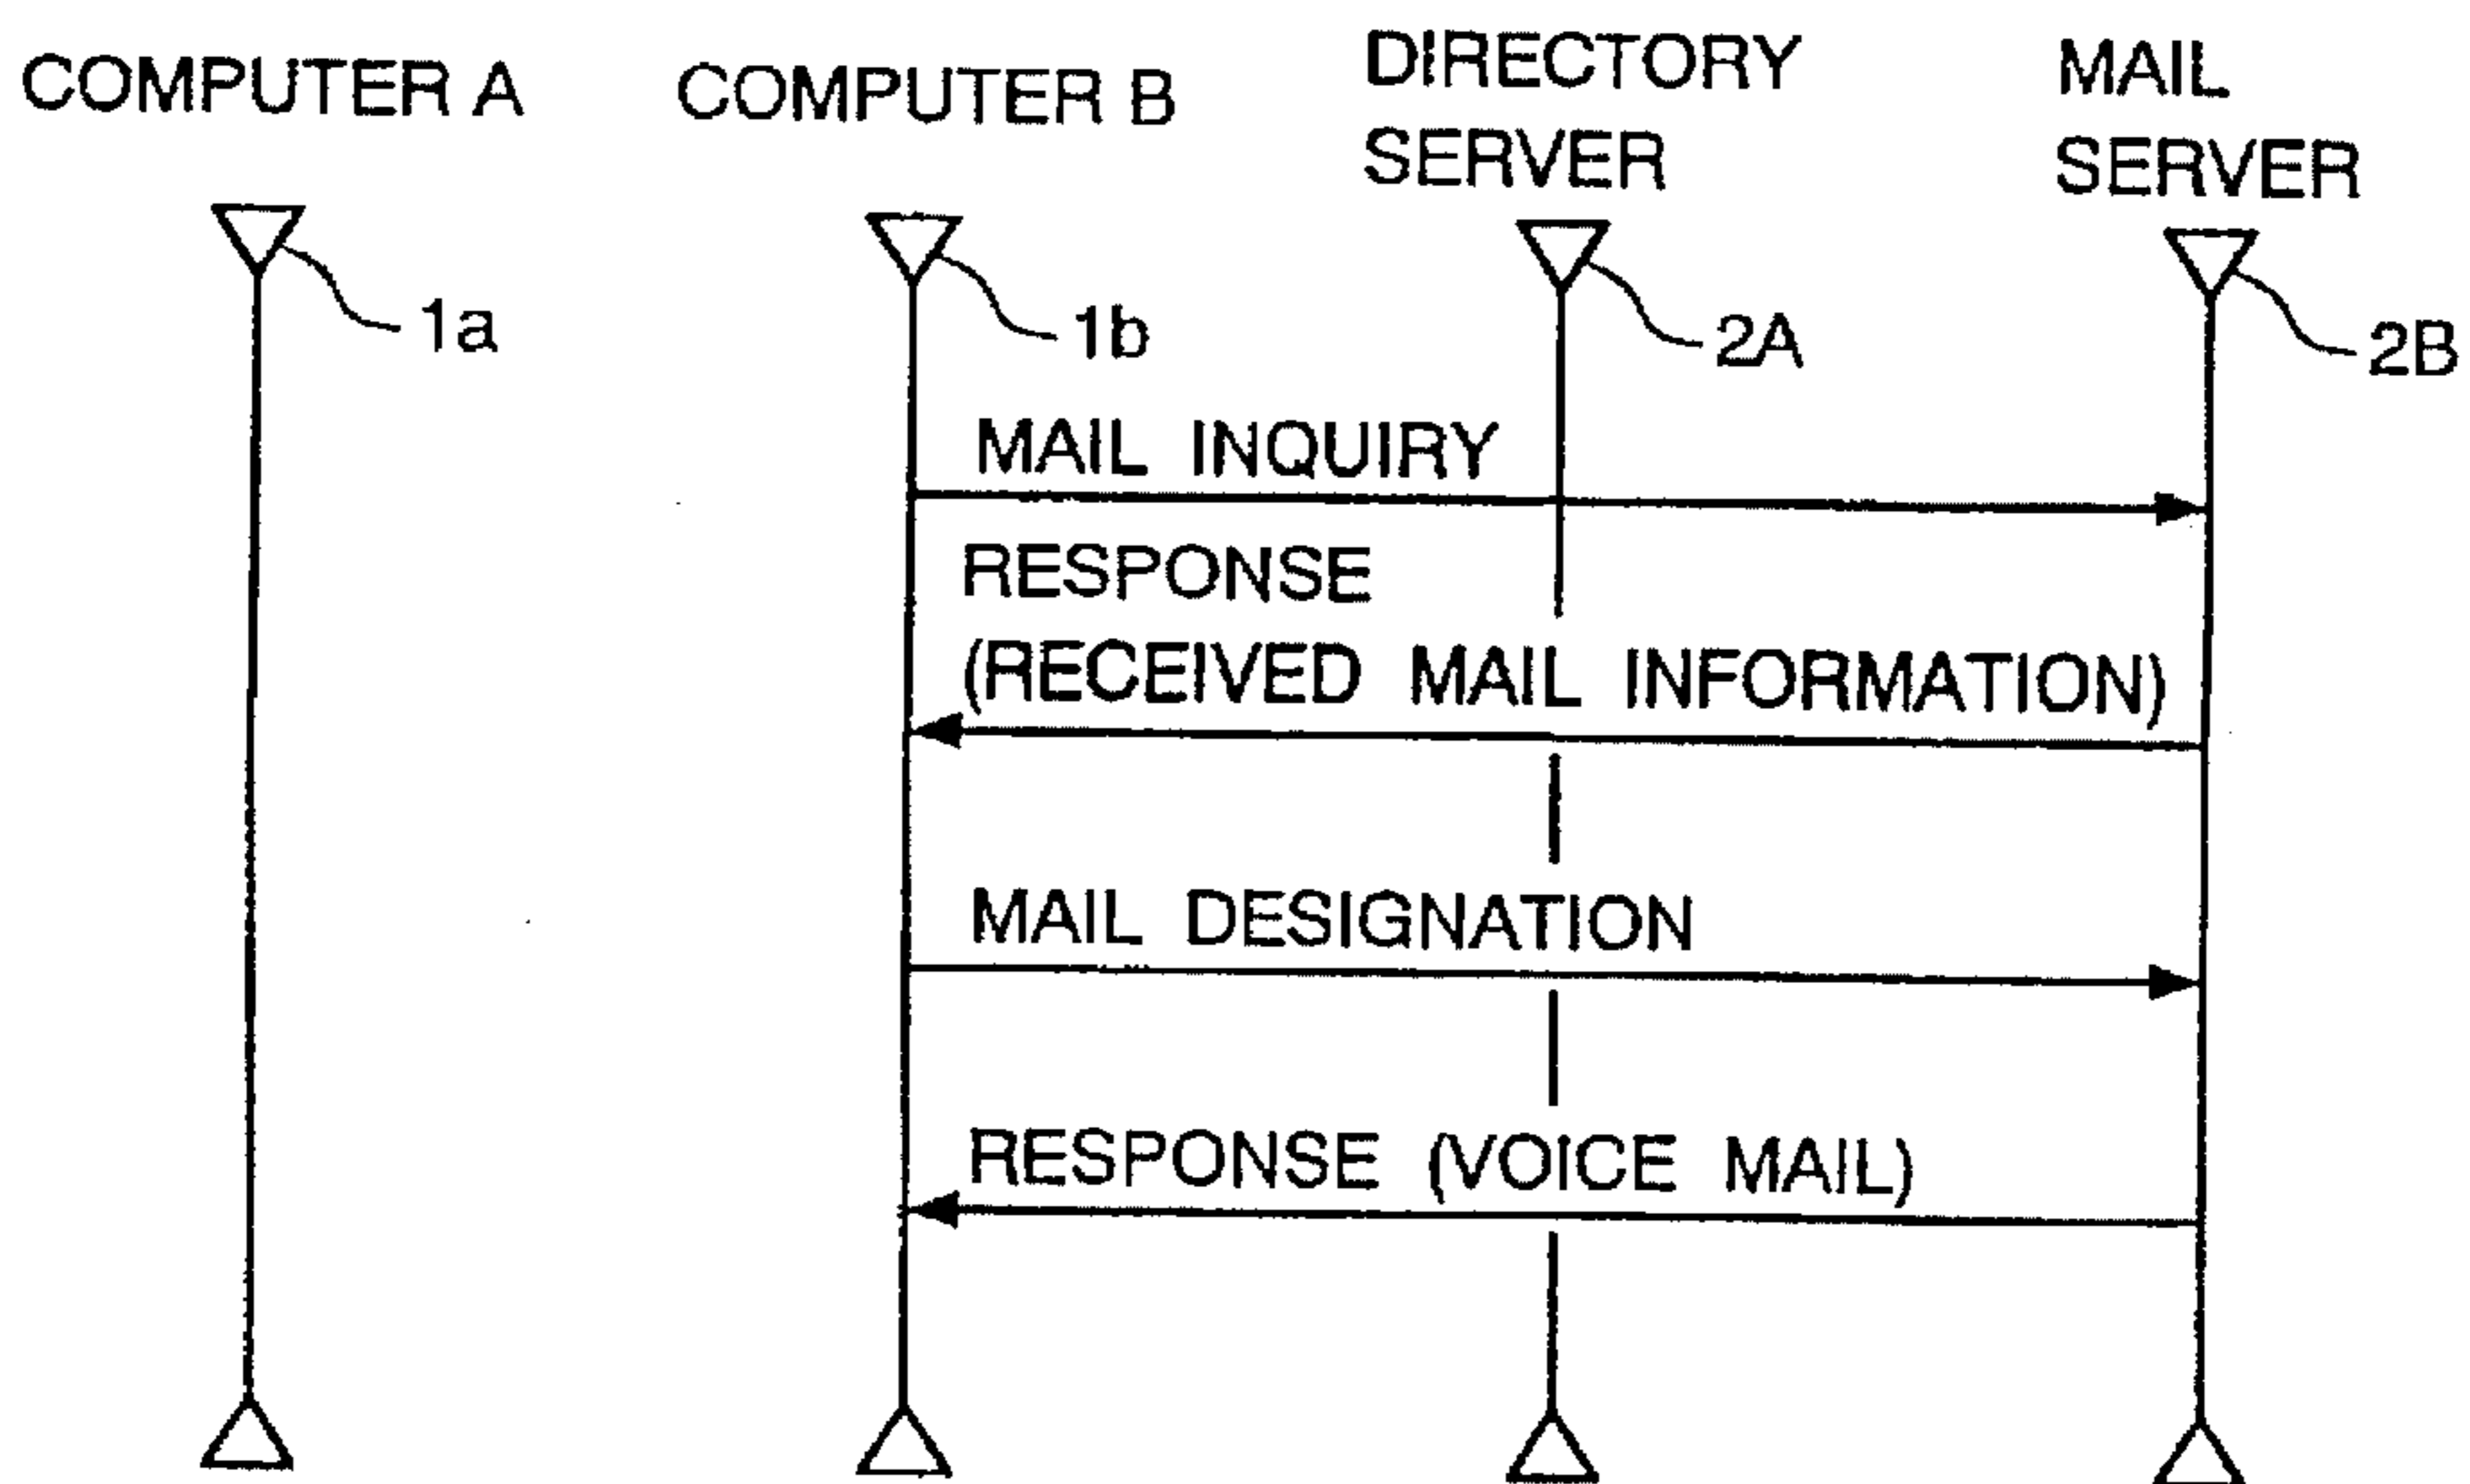 COMPUTER A
COMPUTER B
DIRECTORY
SERVER
MAIL
SERVER
1a
1b
2A
2B
MAIL INQUIRY
RESPONSE
(RECEIVED MAIL INFORMATION)
MAIL DESIGNATION
RESPONSE (VOICE MAIL)